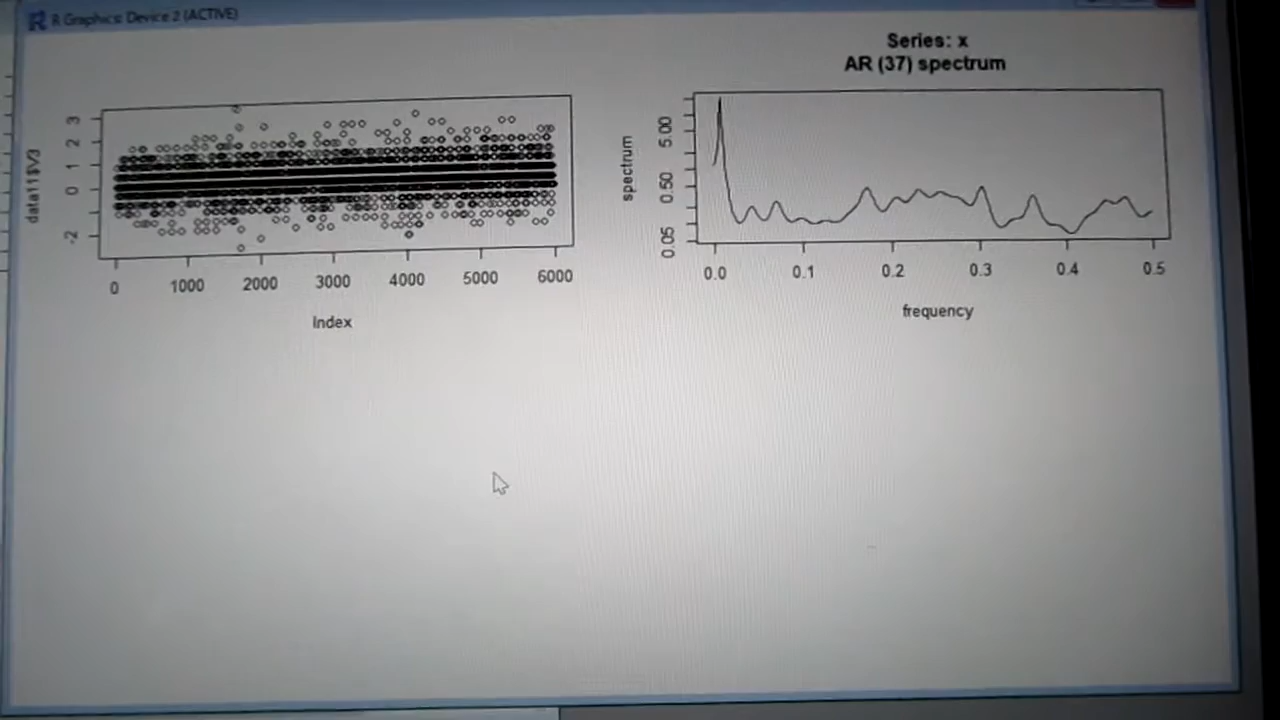 R Graphics: Device 2 (ACTIVE)
data11$V3
3
2
1
0
-2
0 1000 2000 3000 4000 5000 6000
Index
Series: x
AR (37) spectrum
spectrum
5.00
0.50
0.05
0.0 0.1 0.2 0.3 0.4 0.5
frequency